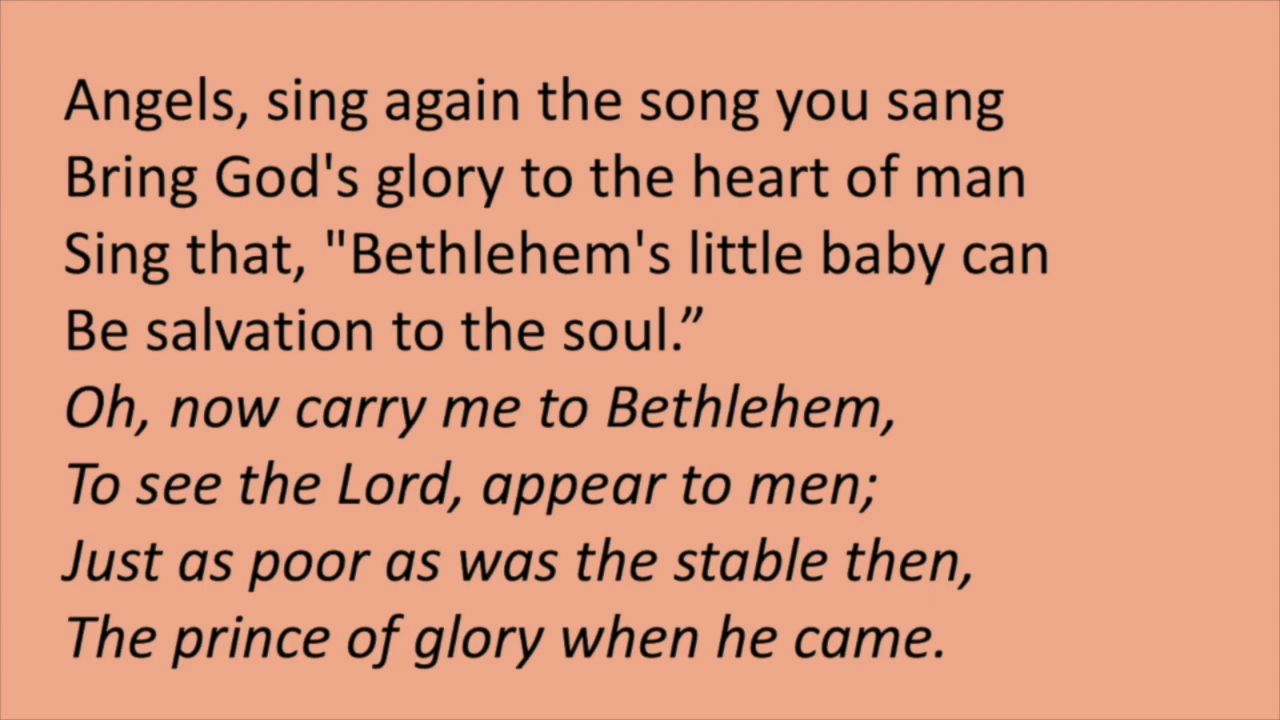 Angels, sing again the song you sang
Bring God's glory to the heart of man
Sing that, "Bethlehem's little baby can
Be salvation to the soul.”
Oh, now carry me to Bethlehem,
To see the Lord, appear to men;
Just as poor as was the stable then,
The prince of glory when he came.